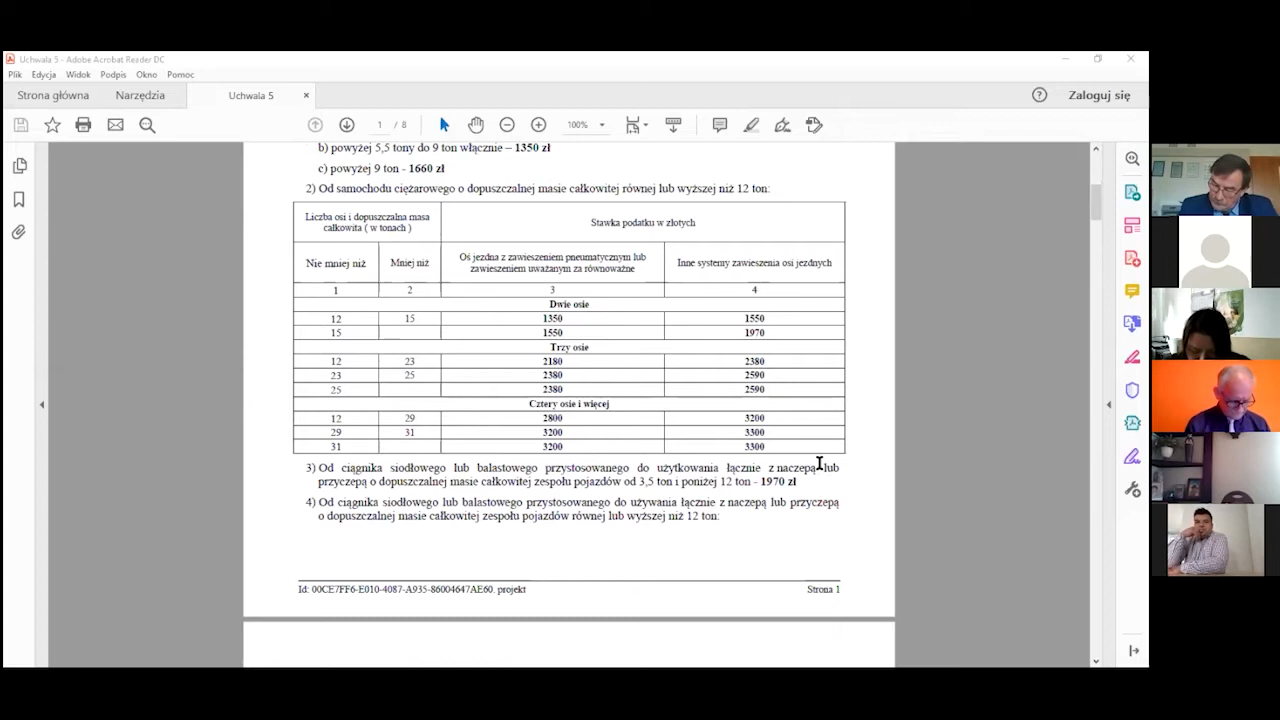 Uchwala 5 - Adobe Acrobat Reader DC
Plik Edycja Widok Podpis Okno Pomoc
Strona główna Narzędzia Uchwala 5 × Zaloguj się
1 / 8 100%
b) powyżej 5,5 tony do 9 ton włącznie – 1350 zł
c) powyżej 9 ton - 1660 zł
2) Od samochodu ciężarowego o dopuszczalnej masie całkowitej równej lub wyższej niż 12 ton:
Liczba osi i dopuszczalna masa
całkowita ( w tonach )
Stawka podatku w złotych
Nie mniej niż
Mniej niż
Oś jezdna z zawieszeniem pneumatycznym lub
zawieszeniem uważanym za równoważne
Inne systemy zawieszenia osi jezdnych
1 2 3 4
Dwie osie
12 15 1350 1550
15 1550 1970
Trzy osie
12 23 2180 2380
23 25 2380 2590
25 2380 2590
Cztery osie i więcej
12 29 2800 3200
29 31 3200 3300
31 3200 3300
3) Od ciągnika siodłowego lub balastowego przystosowanego do użytkowania łącznie z naczepą lub
przyczepą o dopuszczalnej masie całkowitej zespołu pojazdów od 3,5 ton i poniżej 12 ton - 1970 zł
4) Od ciągnika siodłowego lub balastowego przystosowanego do używania łącznie z naczepą lub przyczepą
o dopuszczalnej masie całkowitej zespołu pojazdów równej lub wyższej niż 12 ton:
Id: 00CE7FF6-E010-4087-A935-86004647AE60. projekt Strona 1